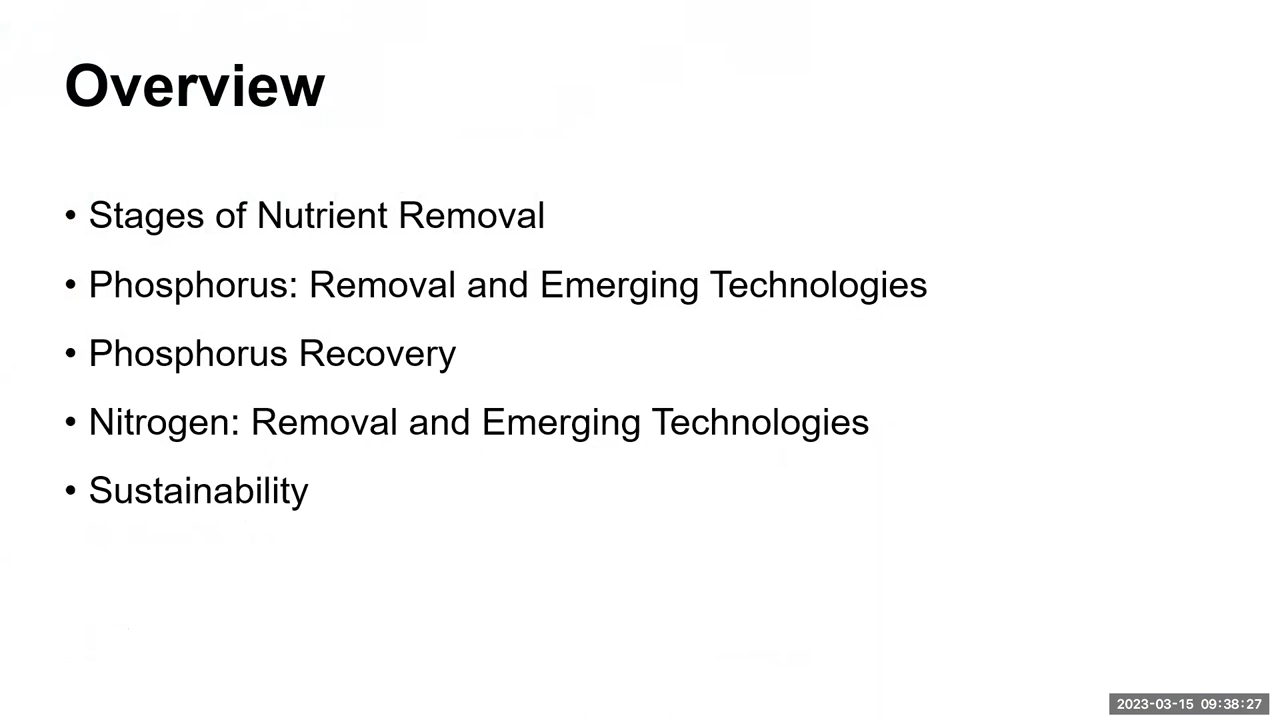 Overview
• Stages of Nutrient Removal
• Phosphorus: Removal and Emerging Technologies
• Phosphorus Recovery
• Nitrogen: Removal and Emerging Technologies
• Sustainability
2023-03-15 09:38:27